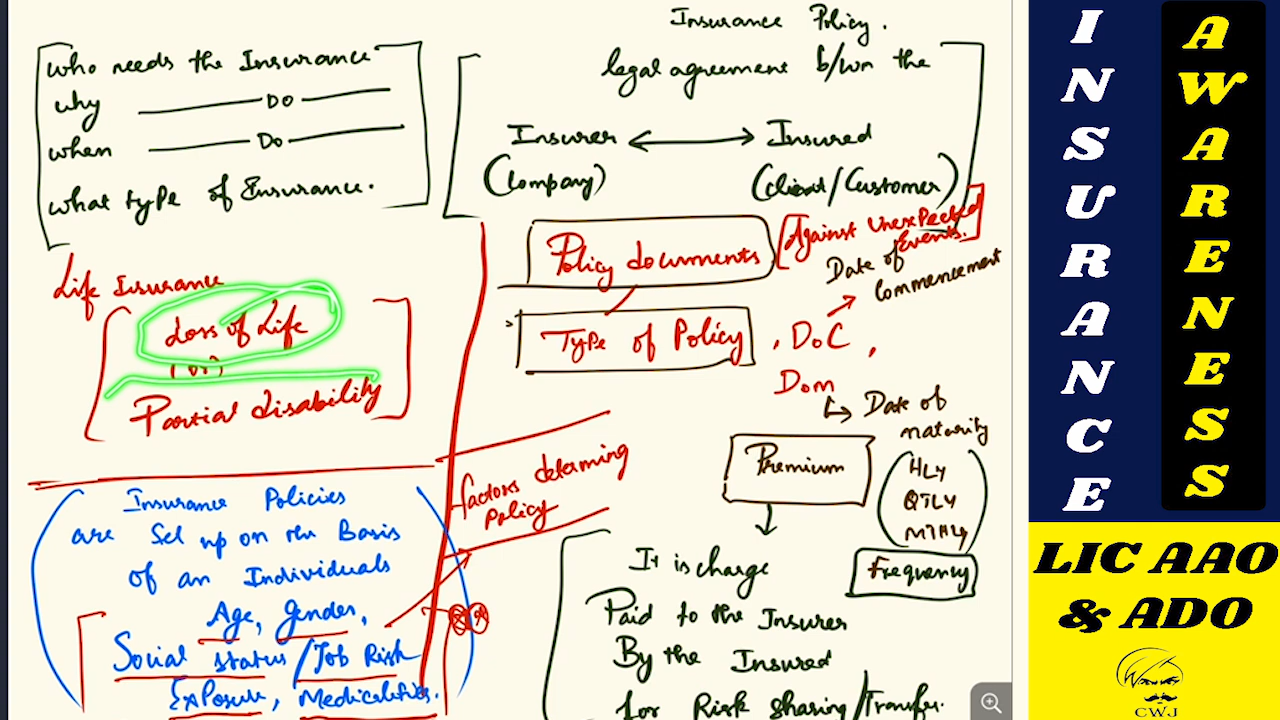 who needs the Insurance
why ——— DO ———
when ——— Do ———
what type of Insurance.
Insurance Policy.
legal agreement b/wn the
Insurer ⟷ Insured
(Company) (client/Customer)
Life Insurance
Loss of Life
(or)
Partial disability
Policy documents
Against Unexpected
Events.
Date of
Commencement
Type of Policy, DOC,
DOM
Date of
maturity
Premium
HLY
QTLY
MTHLY
Frequency
factors determing
policy
Insurance Policies
are Set up on the Basis
of an Individuals
Age, Gender,
Social status / Job Risk
Exposure, Medicalities.
It is charge
Paid to the Insurer
By the Insured
for Risk sharing/Transfer.
INSURANCE
AWARENESS
LIC AAO
& ADO
CWJ